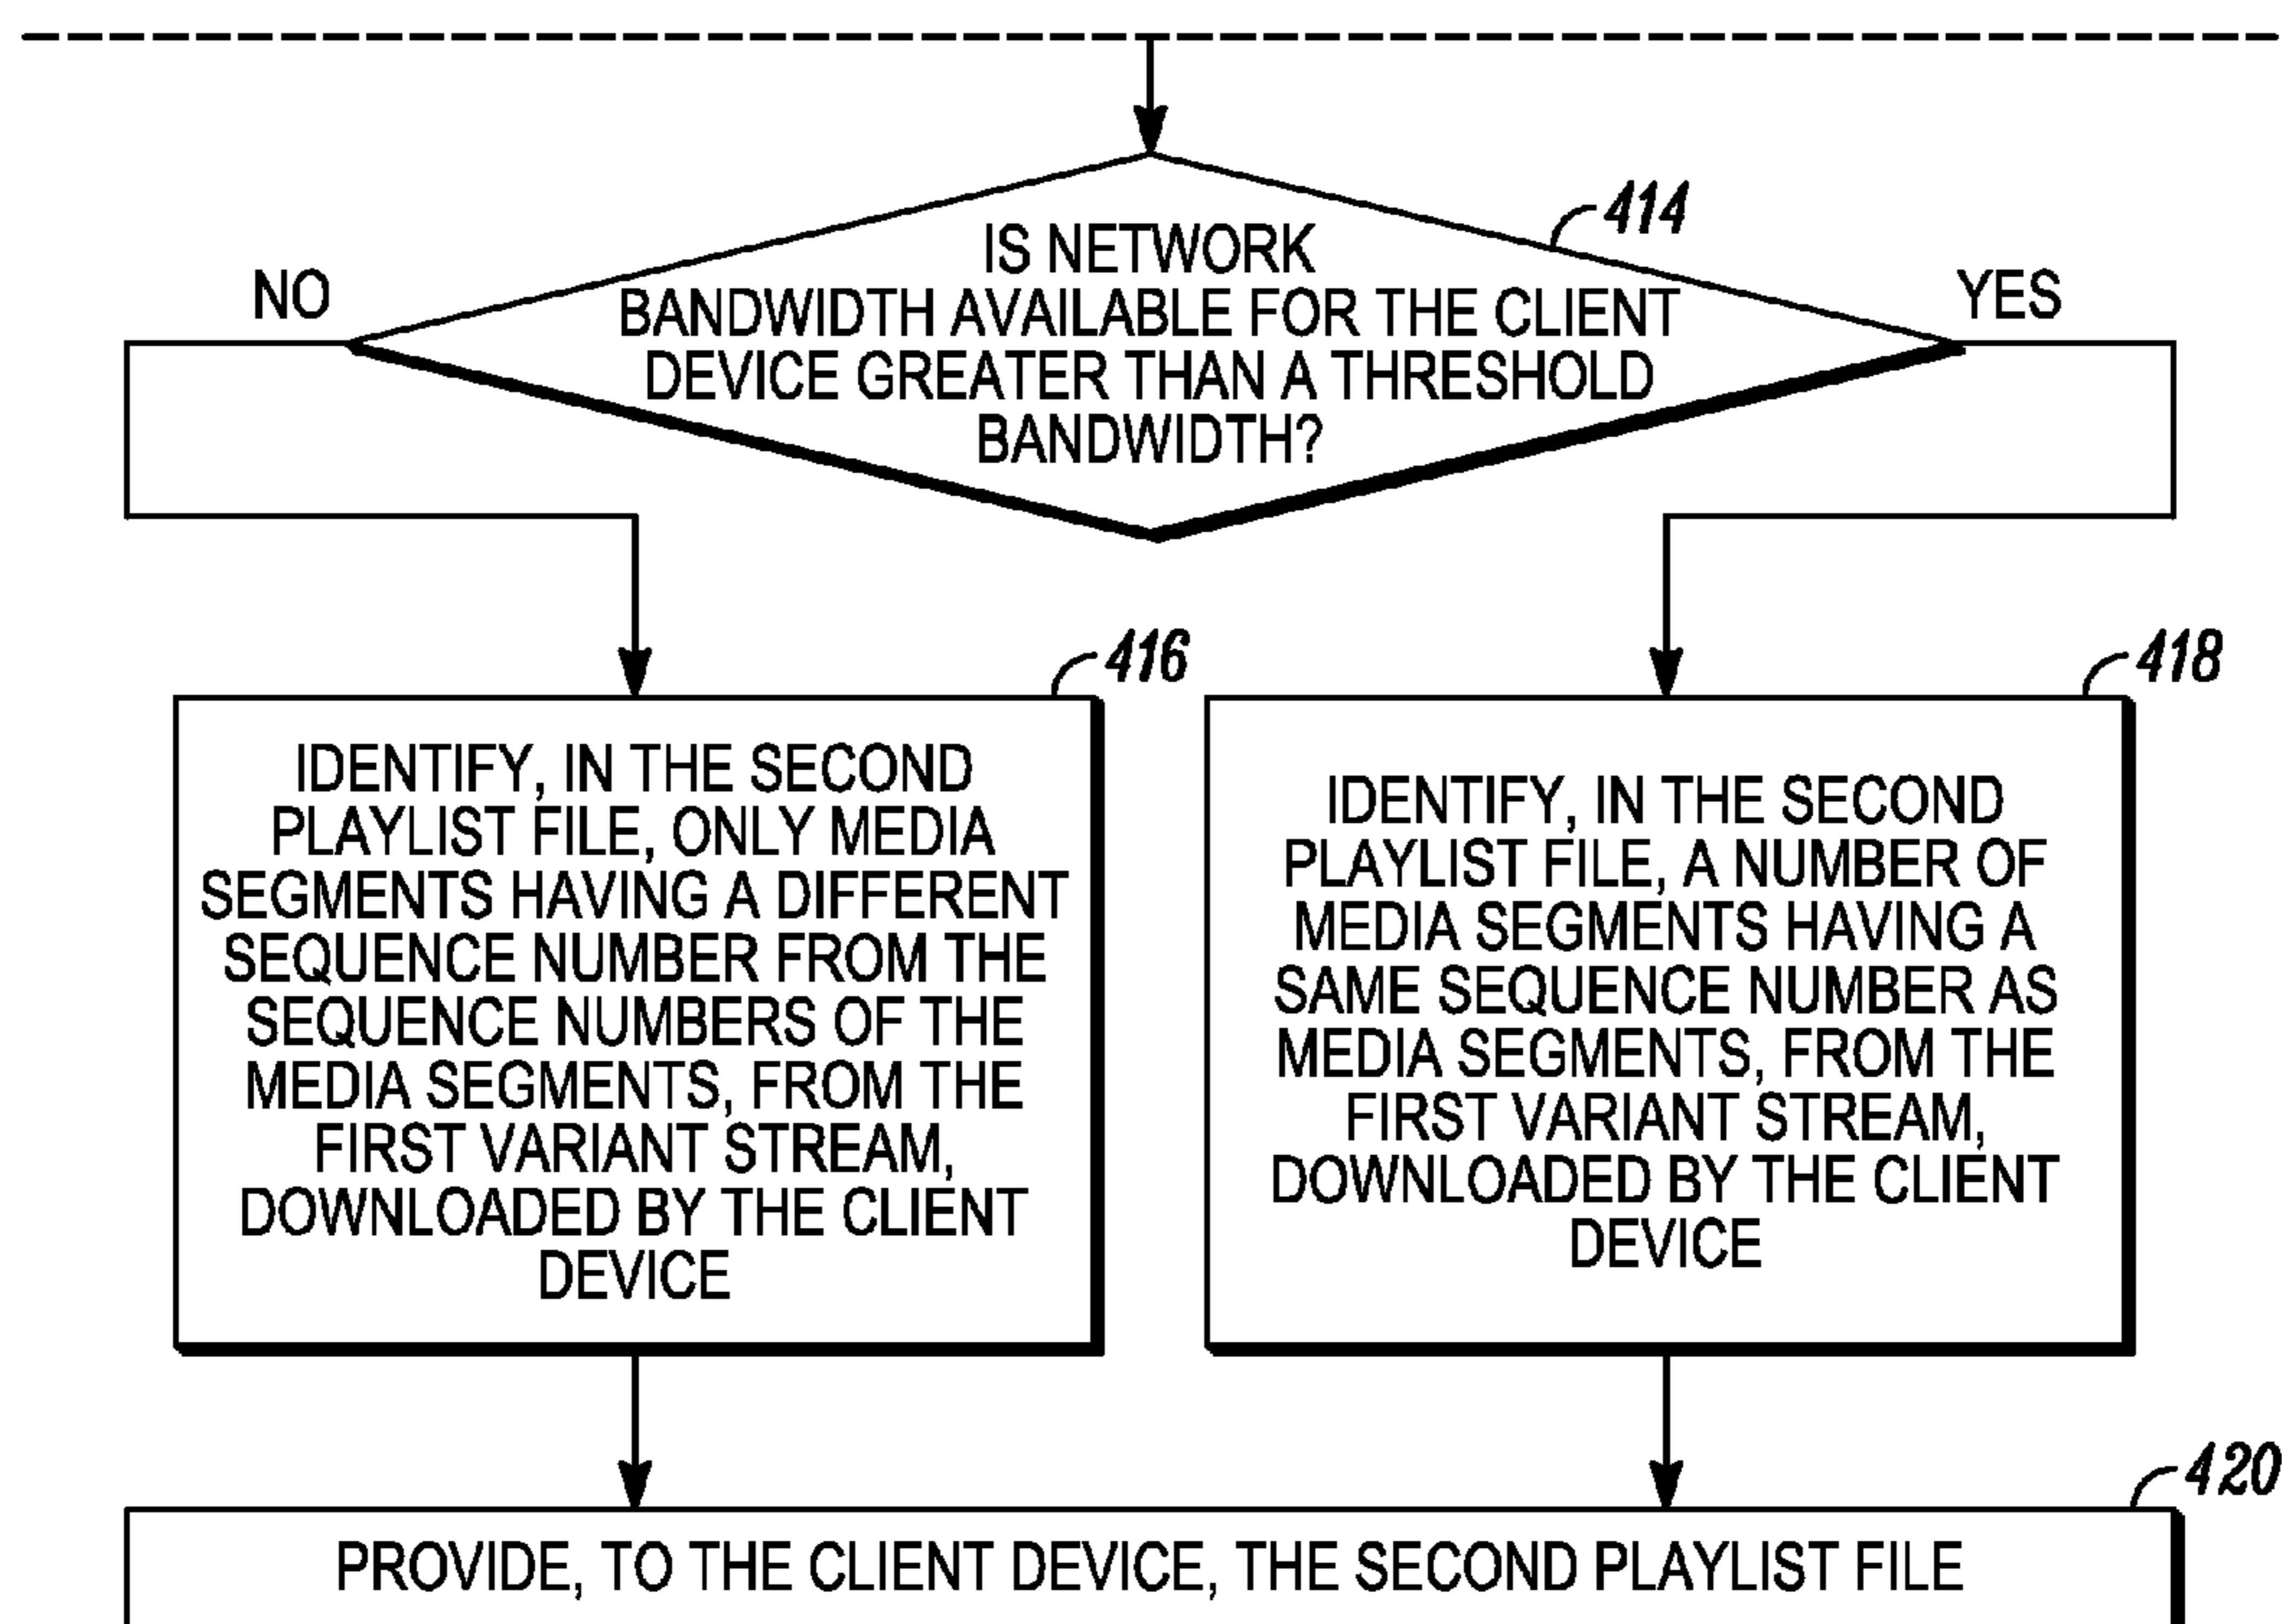 414
IS NETWORK
BANDWIDTH AVAILABLE FOR THE CLIENT
DEVICE GREATER THAN A THRESHOLD
BANDWIDTH?
NO
YES
416
IDENTIFY, IN THE SECOND
PLAYLIST FILE, ONLY MEDIA
SEGMENTS HAVING A DIFFERENT
SEQUENCE NUMBER FROM THE
SEQUENCE NUMBERS OF THE
MEDIA SEGMENTS, FROM THE
FIRST VARIANT STREAM,
DOWNLOADED BY THE CLIENT
DEVICE
418
IDENTIFY, IN THE SECOND
PLAYLIST FILE, A NUMBER OF
MEDIA SEGMENTS HAVING A
SAME SEQUENCE NUMBER AS
MEDIA SEGMENTS, FROM THE
FIRST VARIANT STREAM,
DOWNLOADED BY THE CLIENT
DEVICE
420
PROVIDE, TO THE CLIENT DEVICE, THE SECOND PLAYLIST FILE